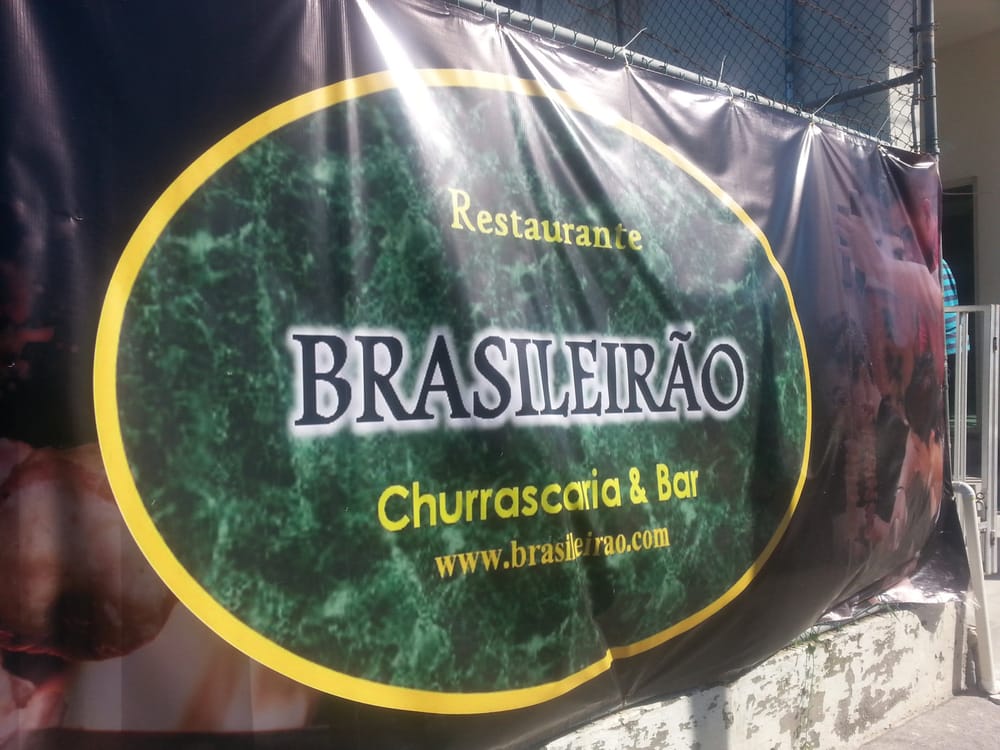 Restaurante
BRASILEIRÃO
Churrascaria & Bar
www.brasileirao.com